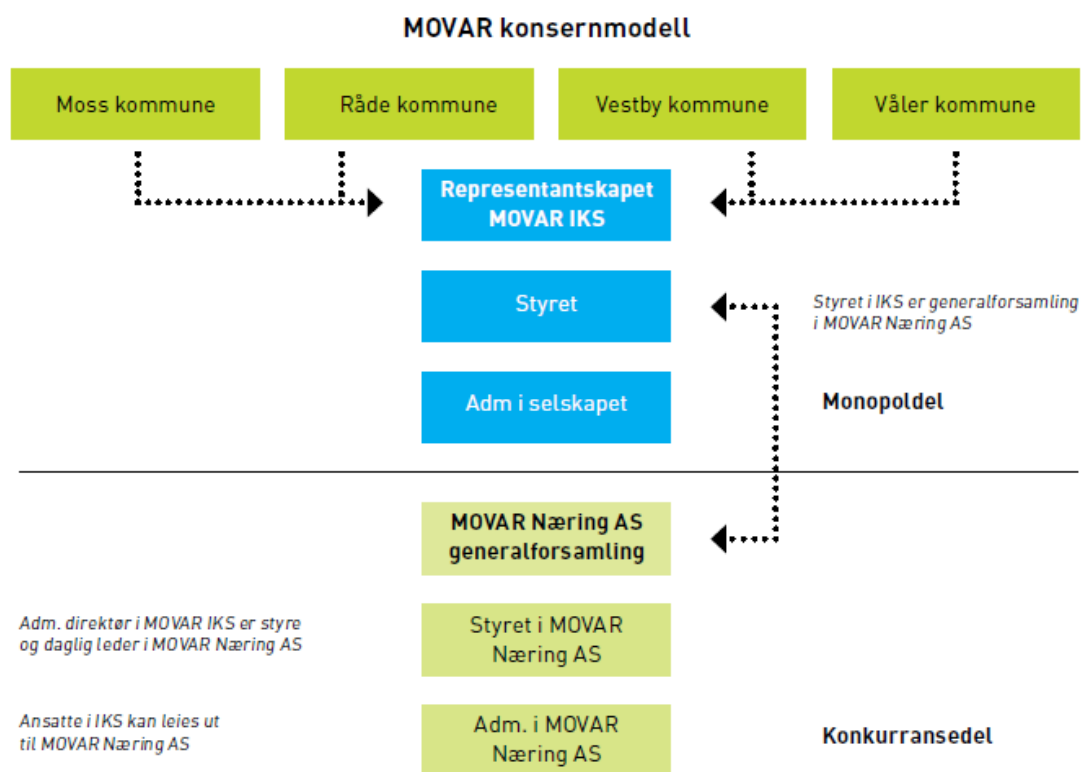 MOVAR konsernmodell
Moss kommune
Råde kommune
Vestby kommune
Våler kommune
Representantskapet
MOVAR IKS
Styret
Styret i IKS er generalforsamling
i MOVAR Næring AS
Adm i selskapet
Monopoldel
MOVAR Næring AS
generalforsamling
Adm. direktør i MOVAR IKS er styre
og daglig leder i MOVAR Næring AS
Styret i MOVAR
Næring AS
Ansatte i IKS kan leies ut
til MOVAR Næring AS
Adm. i MOVAR
Næring AS
Konkurransedel